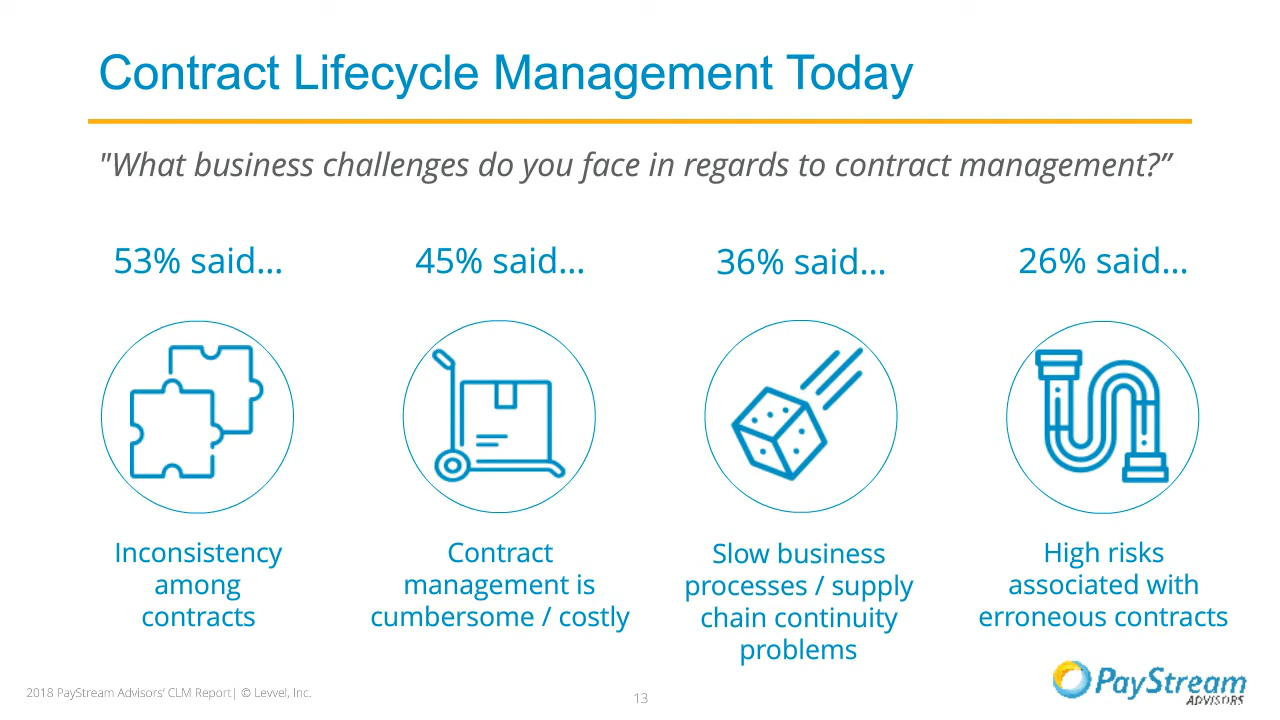 Contract Lifecycle Management Today
"What business challenges do you face in regards to contract management?”
53% said...
45% said...
36% said...
26% said...
Inconsistency
among
contracts
Contract
management is
cumbersome / costly
Slow business
processes / supply
chain continuity
problems
High risks
associated with
erroneous contracts
2018 PayStream Advisors’ CLM Report| © Levvel, Inc.
13
PayStream
ADVISORS